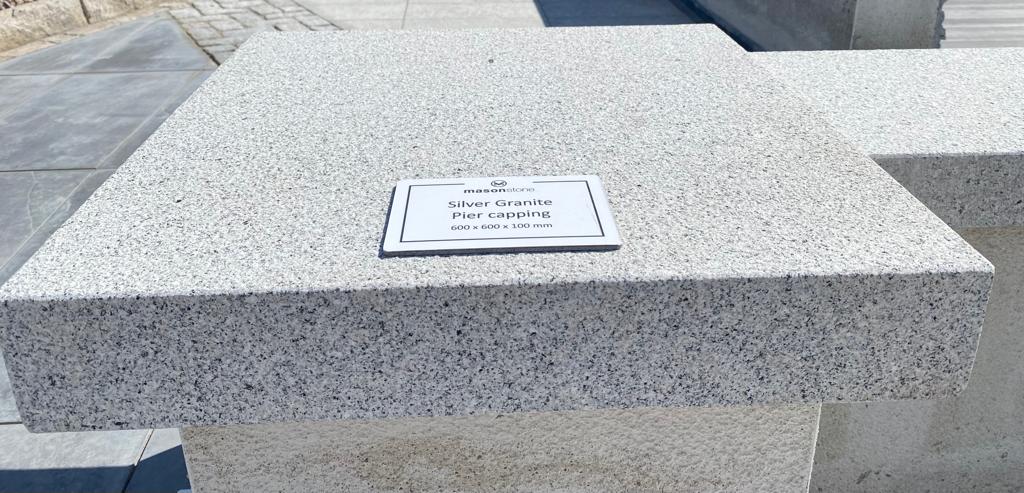 masonstone
Silver Granite
Pier capping
600 x 600 x 100 mm